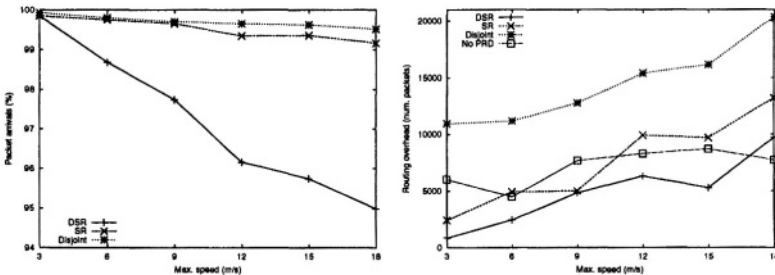 100
99
98
97
96
95
94
Packet arrivals (%)
DSR
SR
Disjoint
3 6 9 12 15 18
Max. speed (m/s)
20000
15000
10000
5000
0
Routing overhead (num. packets)
DSR
SR
Disjoint
No PRD
3 6 9 12 15 18
Max. speed (m/s)